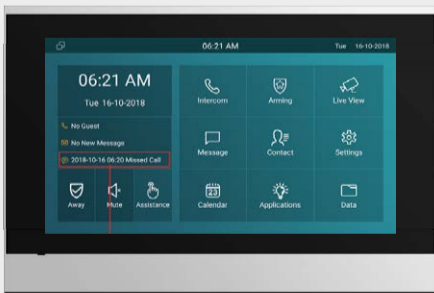 06:21 AM
Tue 16-10-2018
06:21 AM
Tue 16-10-2018
No Guest
No New Message
2018-10-16 06:20 Missed Call
Away
Mute
Assistance
Intercom
Arming
Live View
Message
Contact
Settings
23
Calendar
Applications
Data